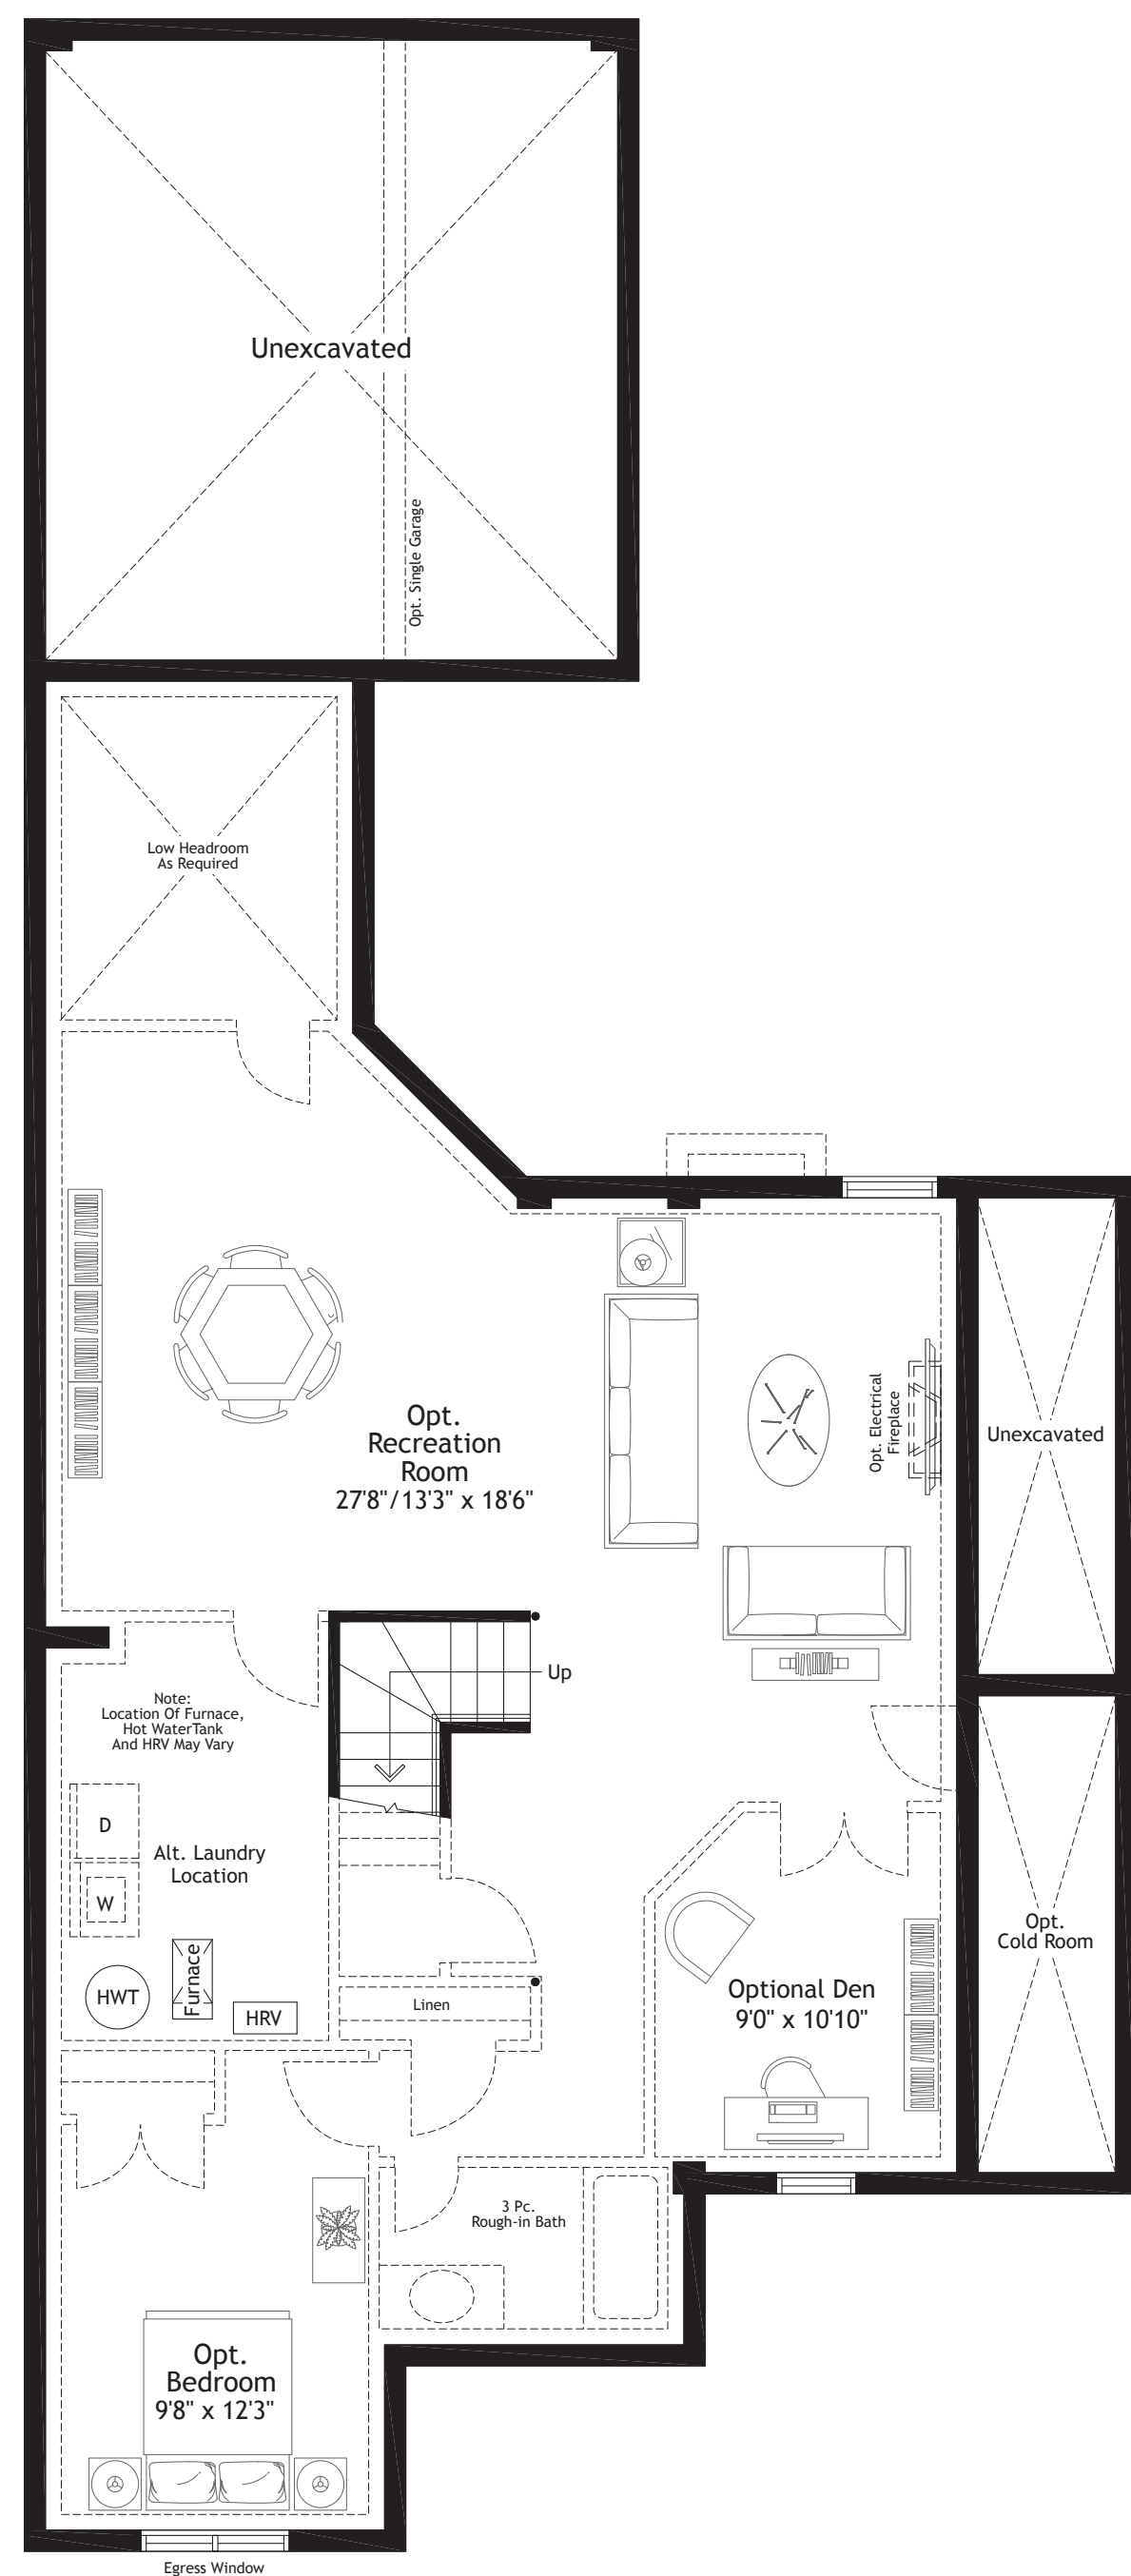 Unexcavated
Opt. Single Garage
Low Headroom
As Required
Opt. Electrical
Fireplace
Opt.
Recreation
Room
27'8"/13'3" x 18'6"
Unexcavated
Up
Note:
Location Of Furnace,
Hot WaterTank
And HRV May Vary
D
Alt. Laundry
Location
W
Furnace
HWT
HRV
Linen
Opt.
Cold Room
Optional Den
9'0" x 10'10"
3 Pc.
Rough-in Bath
Opt.
Bedroom
9'8" x 12'3"
Egress Window